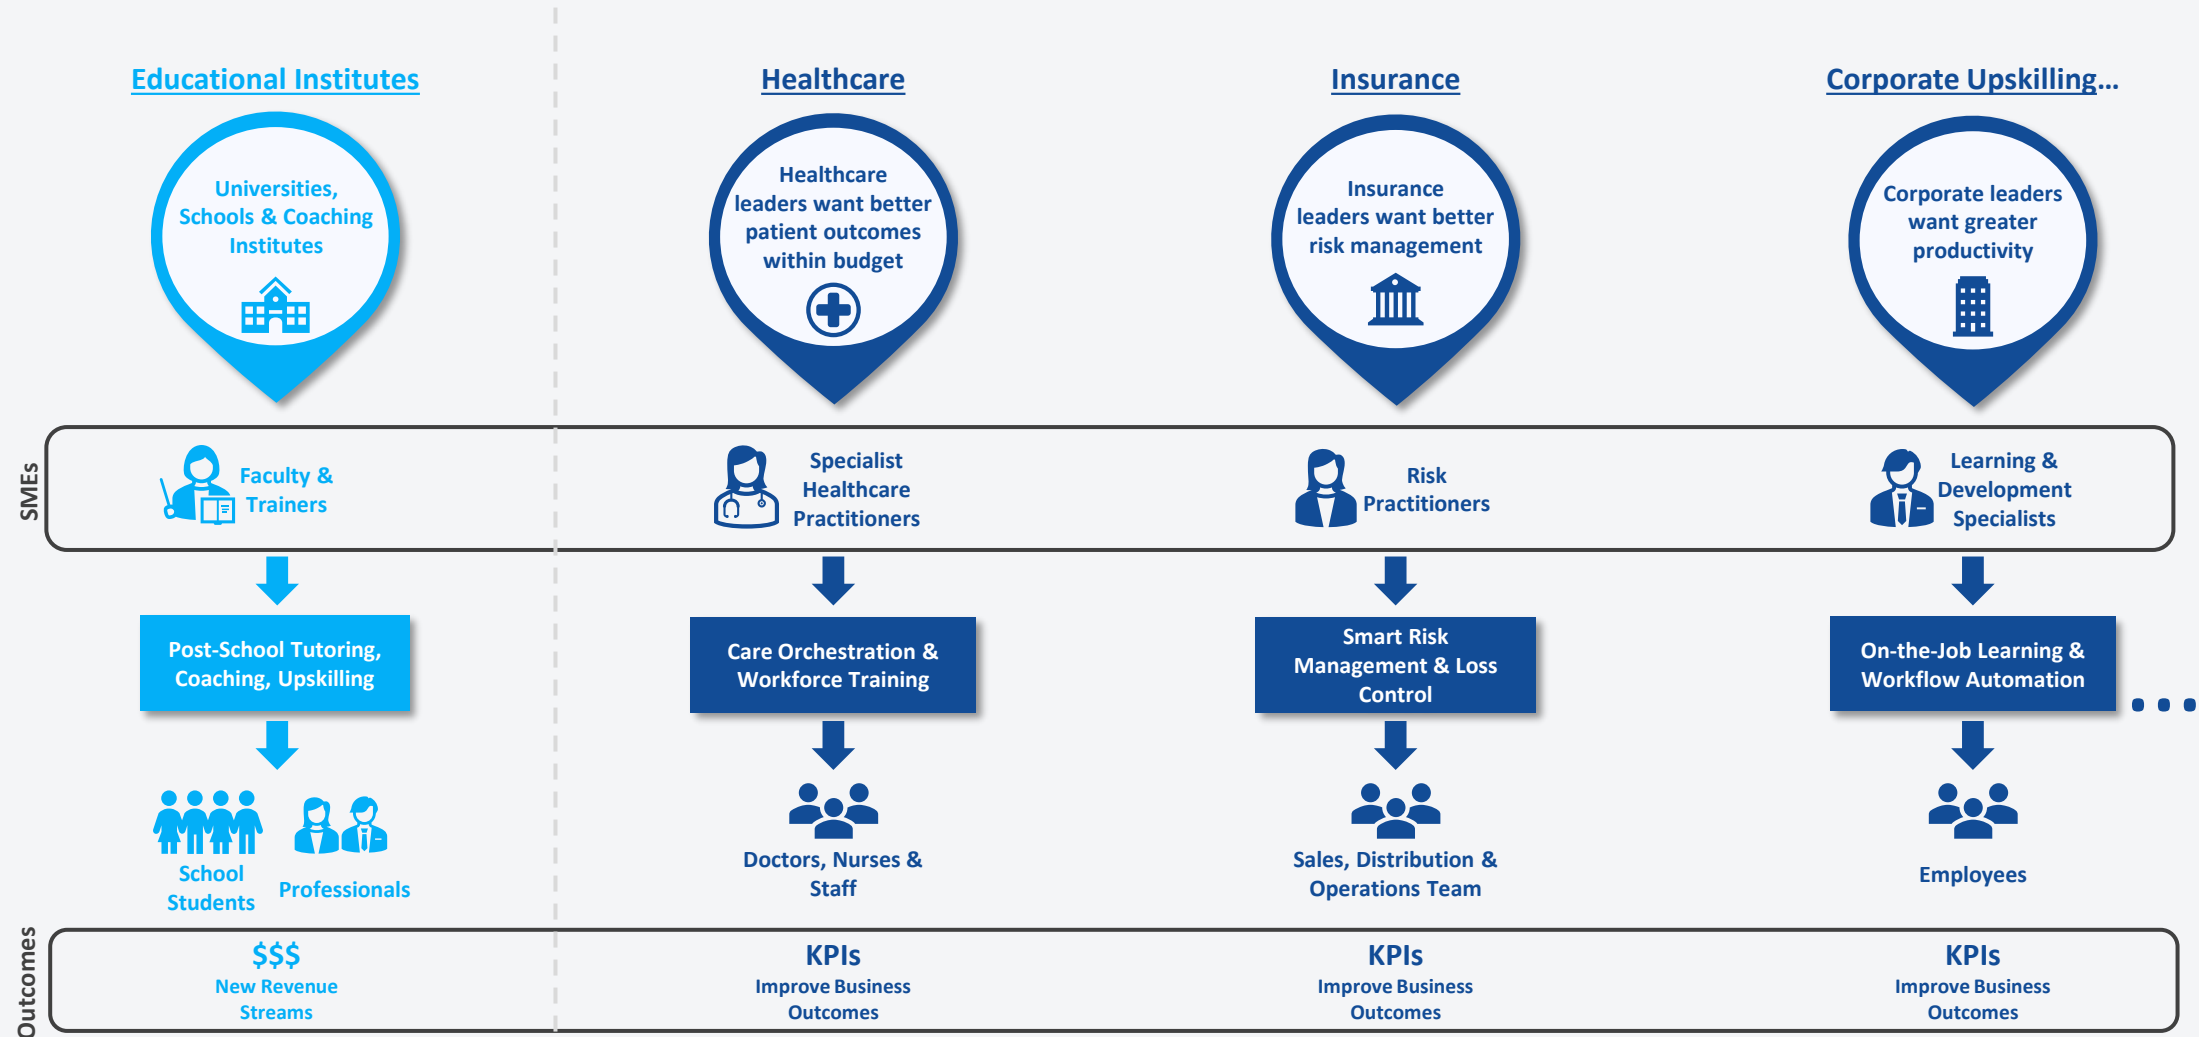 Educational Institutes
Healthcare
Insurance
Corporate Upskilling...
Universities,
Schools & Coaching
Institutes
Healthcare
leaders want better
patient outcomes
within budget
Insurance
leaders want better
risk management
Corporate leaders
want greater
productivity
SMEs
Faculty &
Trainers
Specialist
Healthcare
Practitioners
Risk
Practitioners
Learning &
Development
Specialists
Post-School Tutoring,
Coaching, Upskilling
Care Orchestration &
Workforce Training
Smart Risk
Management & Loss
Control
On-the-Job Learning &
Workflow Automation
...
School
Students
Professionals
Doctors, Nurses &
Staff
Sales, Distribution &
Operations Team
Employees
Outcomes
$$$
New Revenue
Streams
KPIs
Improve Business
Outcomes
KPIs
Improve Business
Outcomes
KPIs
Improve Business
Outcomes